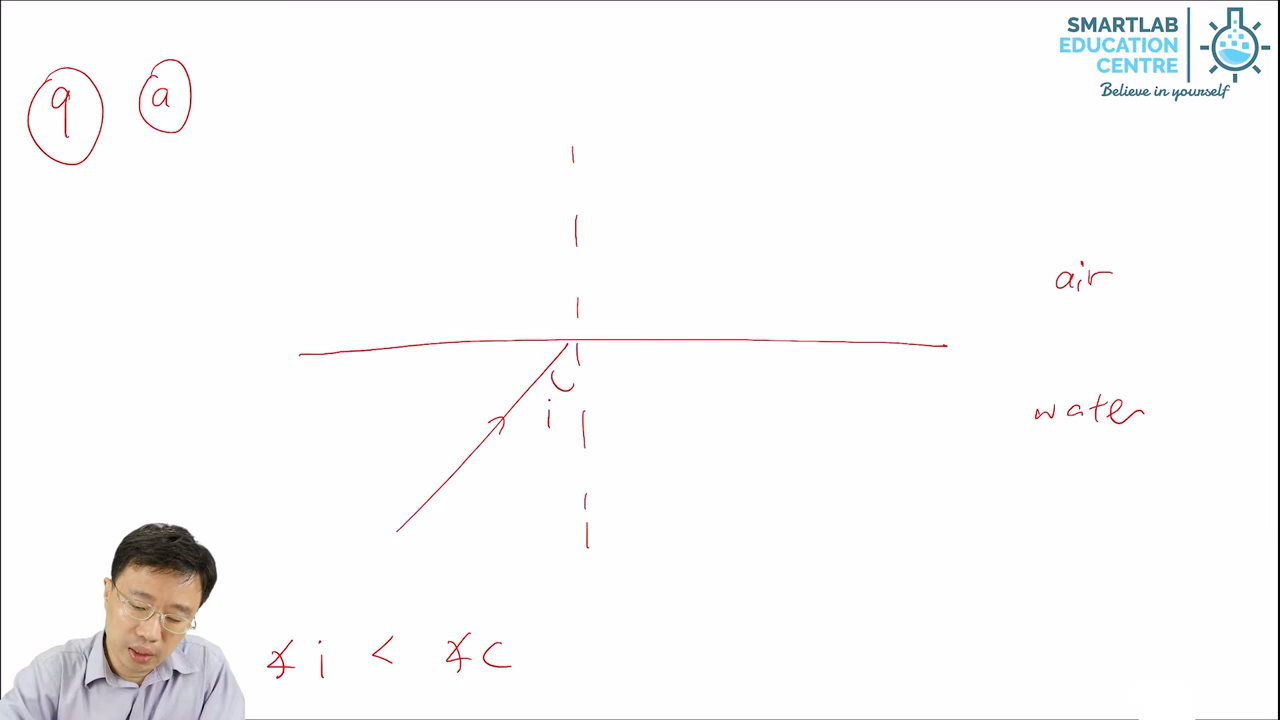 SMARTLAB
EDUCATION
CENTRE
Believe in yourself
9 a
air
i
water
∡ i < ∡ c